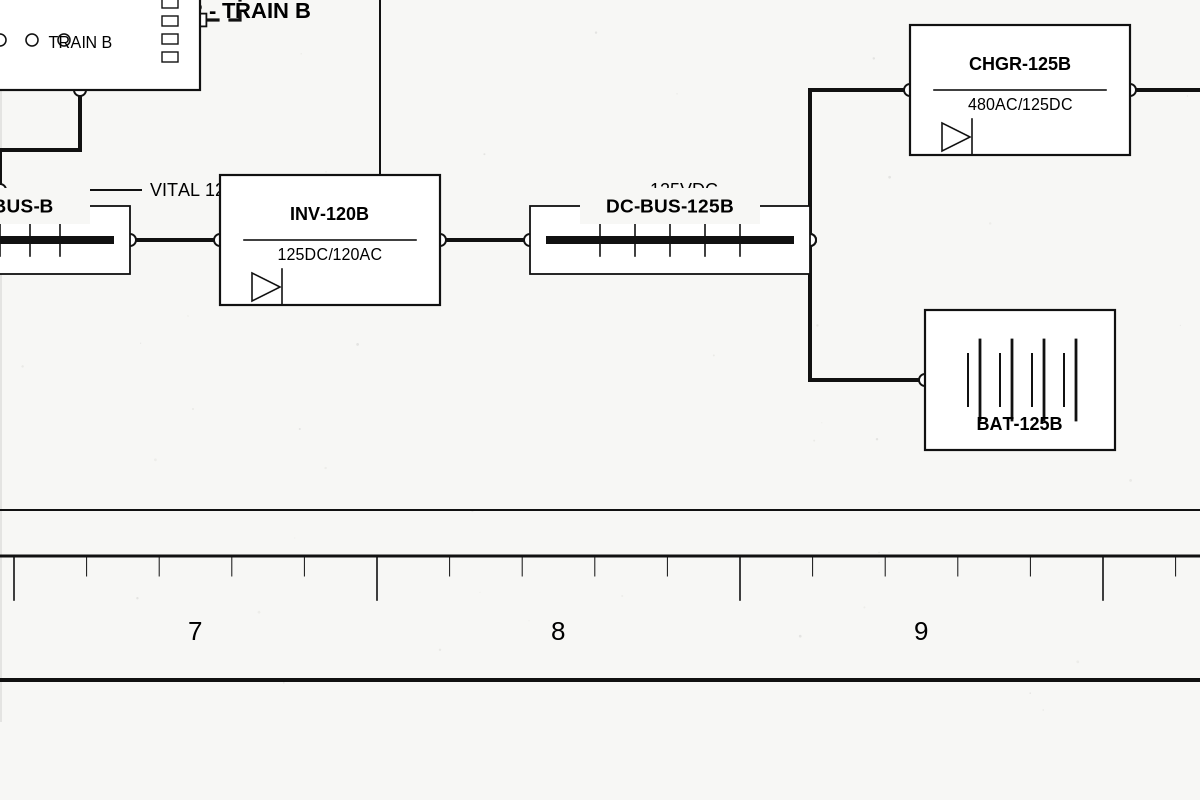 - TRAIN B
TRAIN B
CHGR-125B
480AC/125DC
VITAL
125VDC
BUS-B
INV-120B
DC-BUS-125B
125DC/120AC
BAT-125B
7 8 9